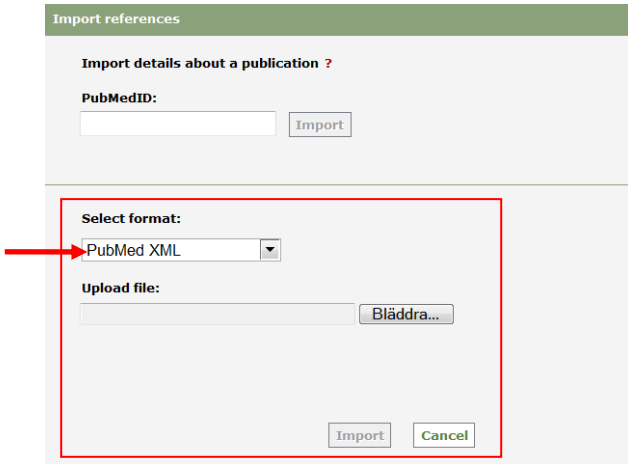 Import references
Import details about a publication ?
PubMedID:
Import
Select format:
PubMed XML
Upload file:
Bläddra...
Import Cancel